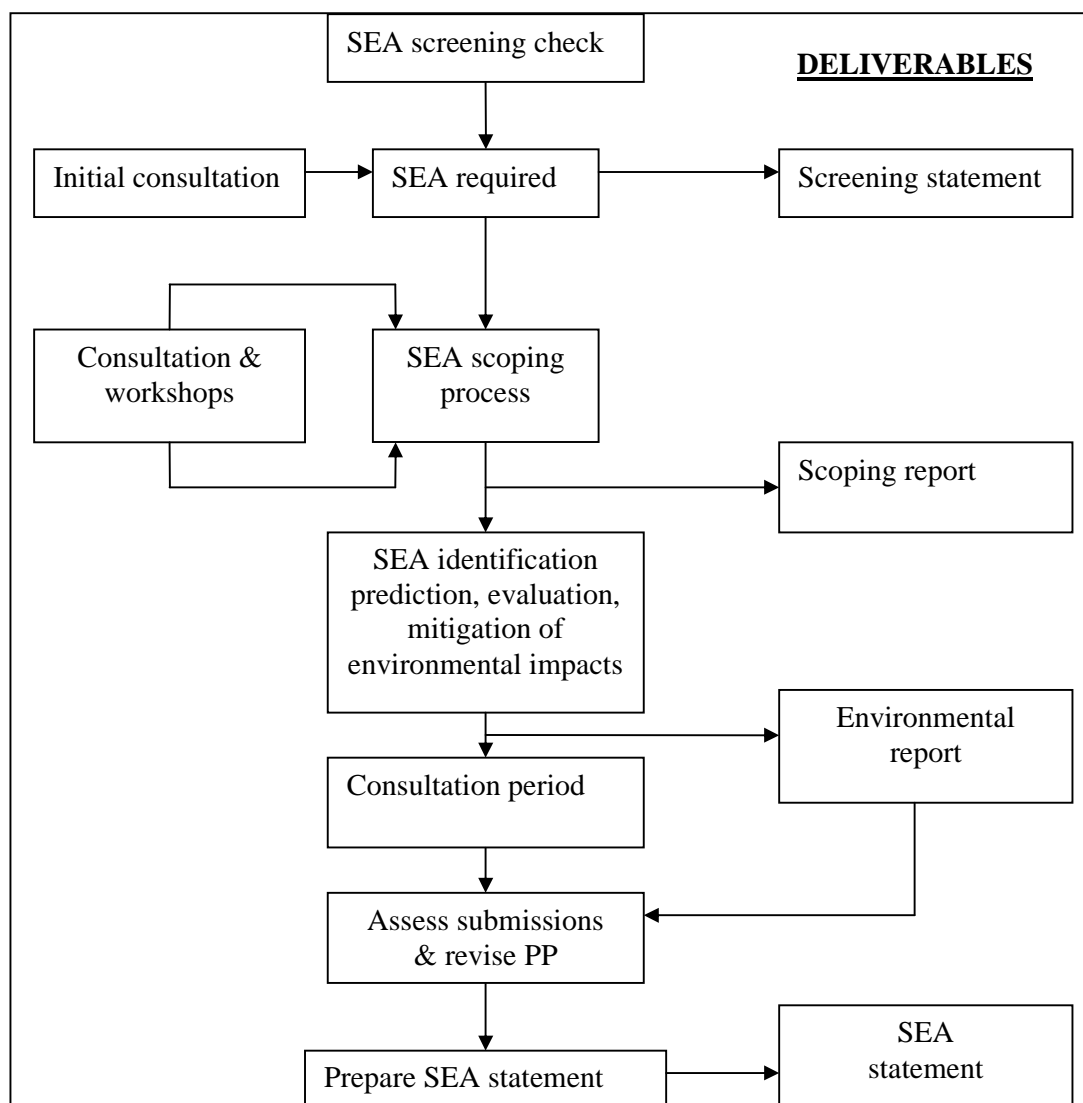 SEA screening check
DELIVERABLES
Initial consultation
SEA required
Screening statement
Consultation &
workshops
SEA scoping
process
Scoping report
SEA identification
prediction, evaluation,
mitigation of
environmental impacts
Environmental
report
Consultation period
Assess submissions
& revise PP
SEA
statement
Prepare SEA statement